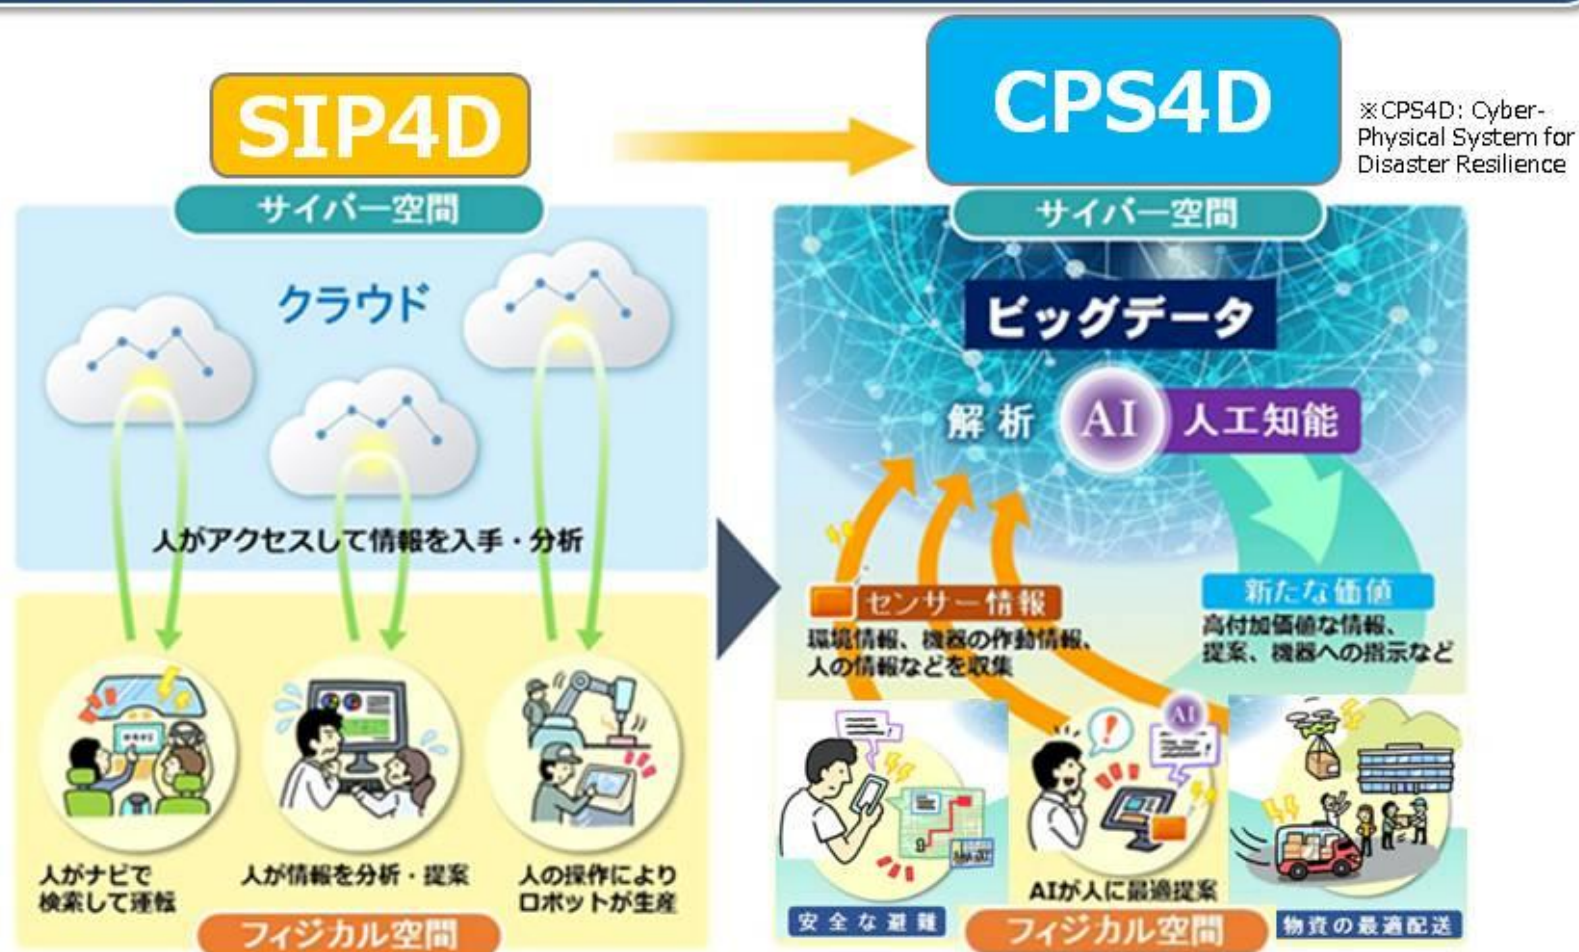 SIP4D
CPS4D
※CPS4D: Cyber-
Physical System for
Disaster Resilience
サイバー空間
クラウド
人がアクセスして情報を入手・分析
人がナビで
検索して運転
人が情報を分析・提案
人の操作により
ロボットが生産
フィジカル空間
サイバー空間
ビッグデータ
解析 AI 人工知能
センサー情報
環境情報、機器の作動情報、
人の情報などを収集
新たな価値
高付加価値な情報、
提案、機器への指示など
AI
AIが人に最適提案
安全な避難
フィジカル空間
物資の最適配送